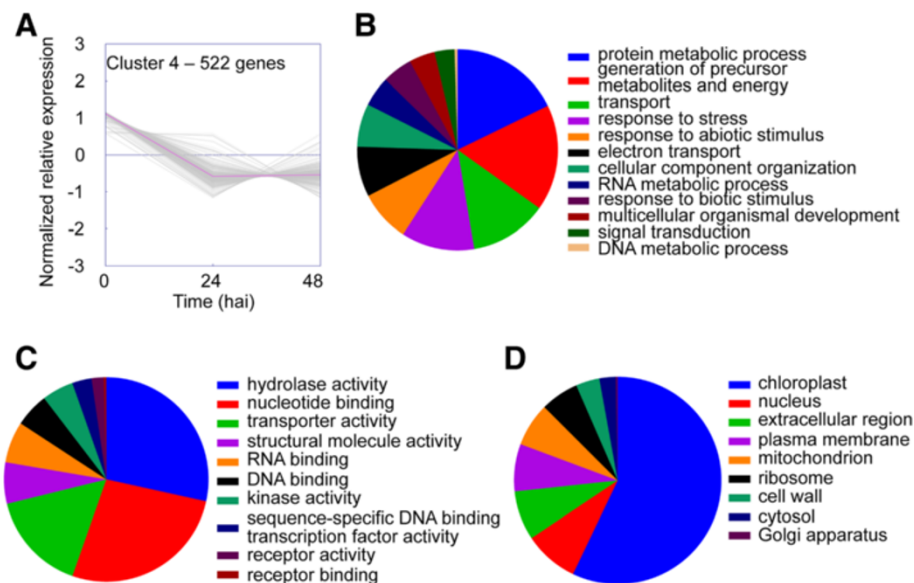 A
Normalized relative expression
3
2
1
0
-1
-2
-3
Cluster 4 – 522 genes
0
24
48
Time (hai)
B
protein metabolic process
generation of precursor
metabolites and energy
transport
response to stress
response to abiotic stimulus
electron transport
cellular component organization
RNA metabolic process
response to biotic stimulus
multicellular organismal development
signal transduction
DNA metabolic process
C
hydrolase activity
nucleotide binding
transporter activity
structural molecule activity
RNA binding
DNA binding
kinase activity
sequence-specific DNA binding
transcription factor activity
receptor activity
receptor binding
D
chloroplast
nucleus
extracellular region
plasma membrane
mitochondrion
ribosome
cell wall
cytosol
Golgi apparatus